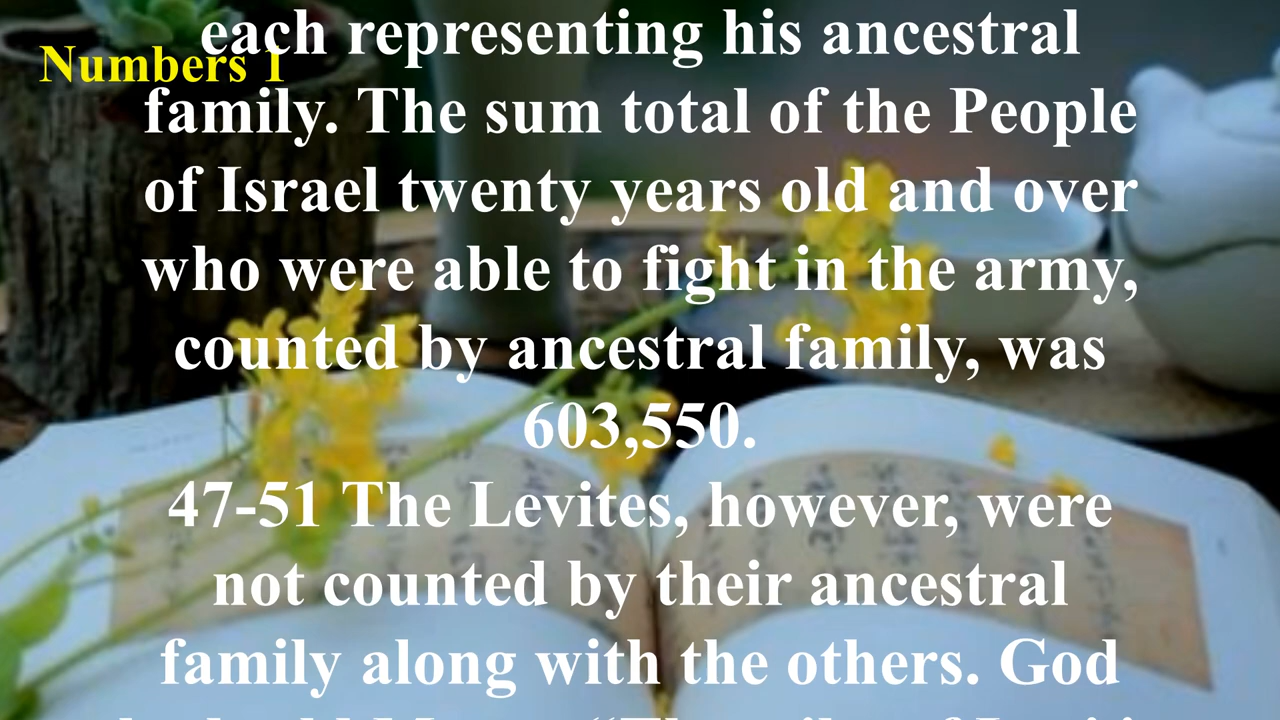 Numbers 1
each representing his ancestral
family. The sum total of the People
of Israel twenty years old and over
who were able to fight in the army,
counted by ancestral family, was
603,550.
47-51 The Levites, however, were
not counted by their ancestral
family along with the others. God